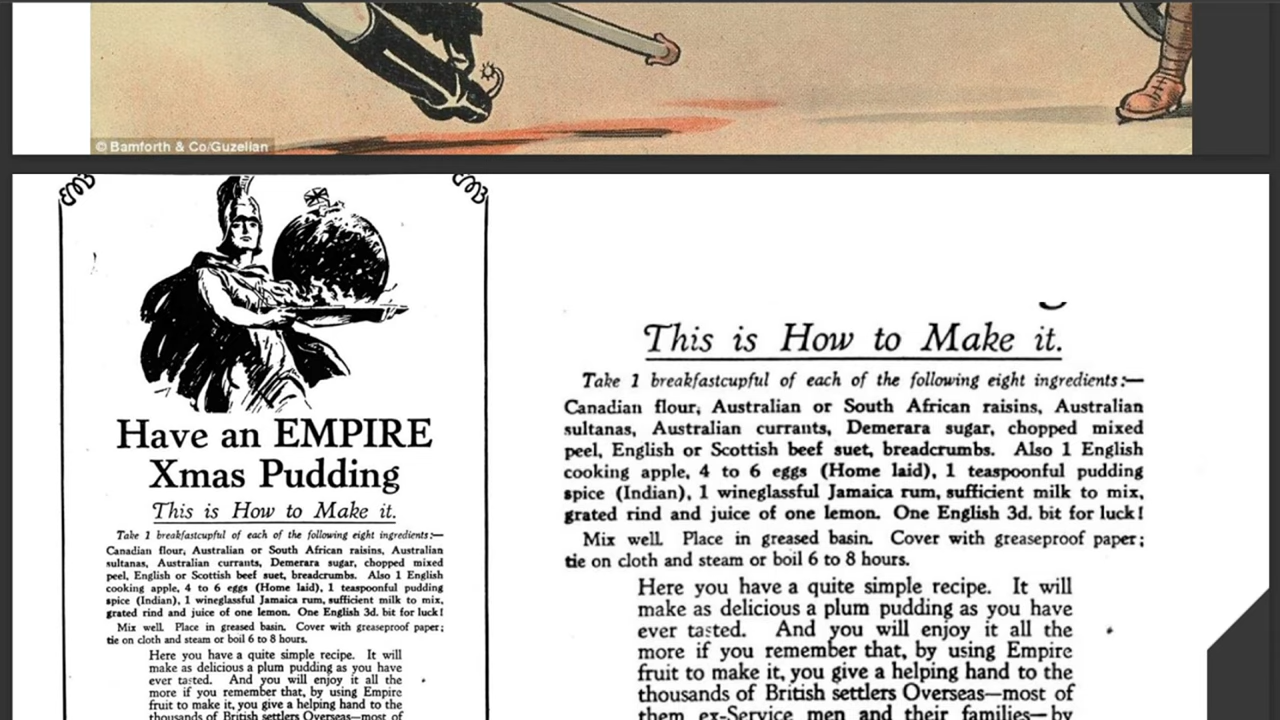 © Bamforth & Co/Guzelian
Have an EMPIRE
Xmas Pudding
This is How to Make it.
Take 1 breakfastcupful of each of the following eight ingredients:—
Canadian flour, Australian or South African raisins, Australian
sultanas, Australian currants, Demerara sugar, chopped mixed
peel, English or Scottish beef suet, breadcrumbs. Also 1 English
cooking apple, 4 to 6 eggs (Home laid), 1 teaspoonful pudding
spice (Indian), 1 wineglassful Jamaica rum, sufficient milk to mix,
grated rind and juice of one lemon. One English 3d. bit for luck!
Mix well. Place in greased basin. Cover with greaseproof paper;
tie on cloth and steam or boil 6 to 8 hours.
Here you have a quite simple recipe. It will
make as delicious a plum pudding as you have
ever tasted. And you will enjoy it all the
more if you remember that, by using Empire
fruit to make it, you give a helping hand to the
thousands of British settlers Overseas—most of
This is How to Make it.
Take 1 breakfastcupful of each of the following eight ingredients:—
Canadian flour, Australian or South African raisins, Australian
sultanas, Australian currants, Demerara sugar, chopped mixed
peel, English or Scottish beef suet, breadcrumbs. Also 1 English
cooking apple, 4 to 6 eggs (Home laid), 1 teaspoonful pudding
spice (Indian), 1 wineglassful Jamaica rum, sufficient milk to mix,
grated rind and juice of one lemon. One English 3d. bit for luck!
Mix well. Place in greased basin. Cover with greaseproof paper;
tie on cloth and steam or boil 6 to 8 hours.
Here you have a quite simple recipe. It will
make as delicious a plum pudding as you have
ever tasted. And you will enjoy it all the
more if you remember that, by using Empire
fruit to make it, you give a helping hand to the
thousands of British settlers Overseas—most of
them ex-Service men and their families—by